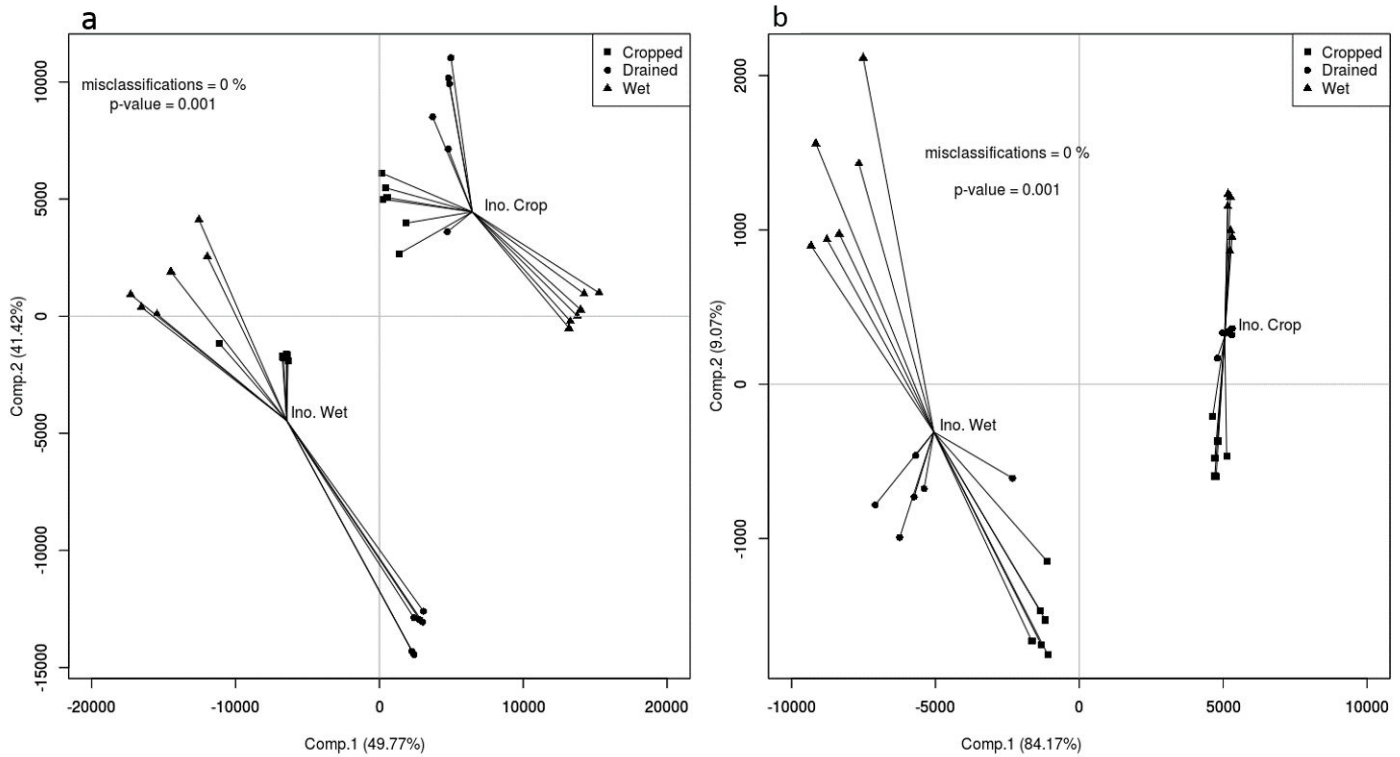 a
misclassifications = 0 %
p-value = 0.001
Cropped
Drained
Wet
Ino. Crop
Ino. Wet
10000
5000
0
-5000
-10000
-15000
Comp.2 (41.42%)
-20000
-10000
0
10000
20000
Comp.1 (49.77%)
b
misclassifications = 0 %
p-value = 0.001
Cropped
Drained
Wet
Ino. Crop
Ino. Wet
2000
1000
0
-1000
Comp.2 (9.07%)
-10000
-5000
0
5000
10000
Comp.1 (84.17%)